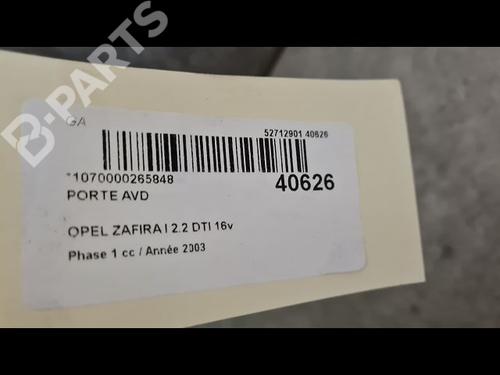 B-PARTS
GA
52712901 40626
*1070000265848
40626
PORTE AVD
OPEL ZAFIRA I 2.2 DTI 16v
Phase 1 cc / Année 2003